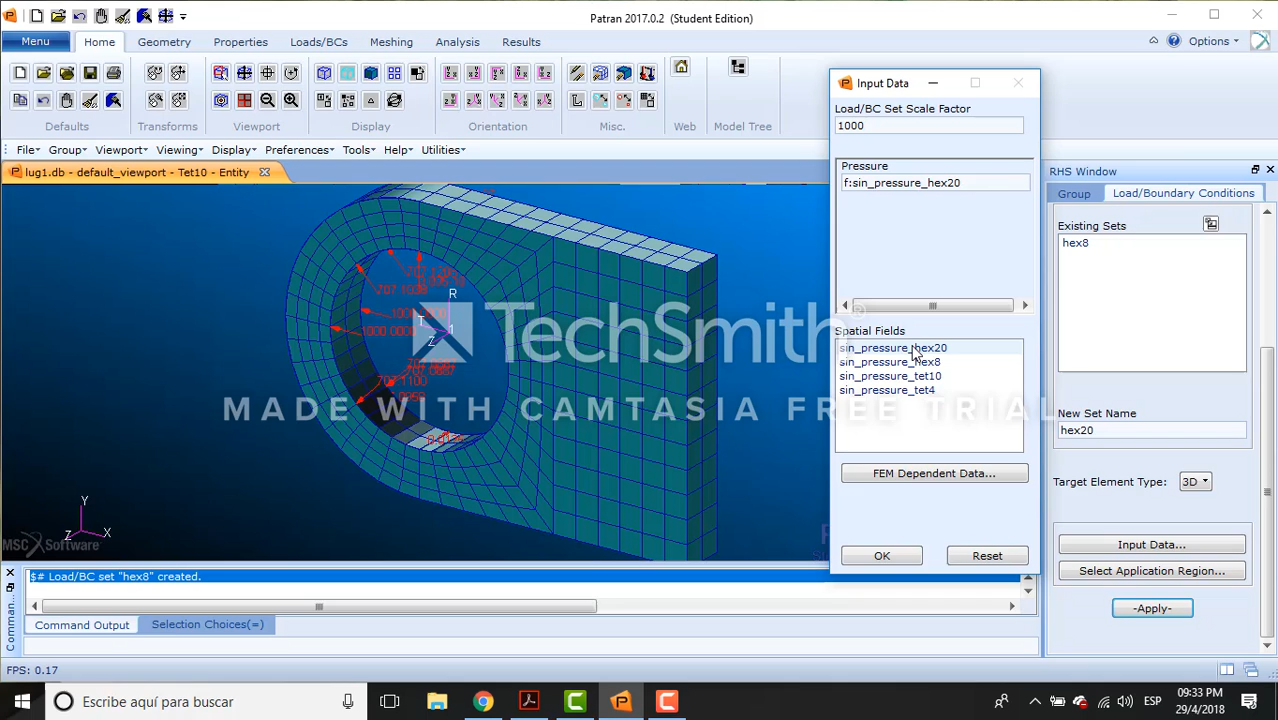 Patran 2017.0.2 (Student Edition)
Menu Home Geometry Properties Loads/BCs Meshing Analysis Results Options
Defaults Transforms Viewport Display Orientation Misc. Web Model Tree
File Group Viewport Viewing Display Preferences Tools Help Utilities
lug1.db - default_viewport - Tet10 - Entity
Input Data
Load/BC Set Scale Factor
1000
Pressure
f:sin_pressure_hex20
Spatial Fields
sin_pressure_hex20
sin_pressure_hex8
sin_pressure_tet10
sin_pressure_tet4
FEM Dependent Data...
OK Reset
RHS Window
Group Load/Boundary Conditions
Existing Sets
hex8
New Set Name
hex20
Target Element Type: 3D
Input Data...
Select Application Region...
-Apply-
R
T
Z
1
Y
X
Z
TechSmith®
MADE WITH CAMTASIA FREE TRIAL
MSC Software
$# Load/BC set "hex8" created.
Command Output Selection Choices(=)
FPS: 0.17
Escribe aquí para buscar
ESP
09:33 PM
29/4/2018